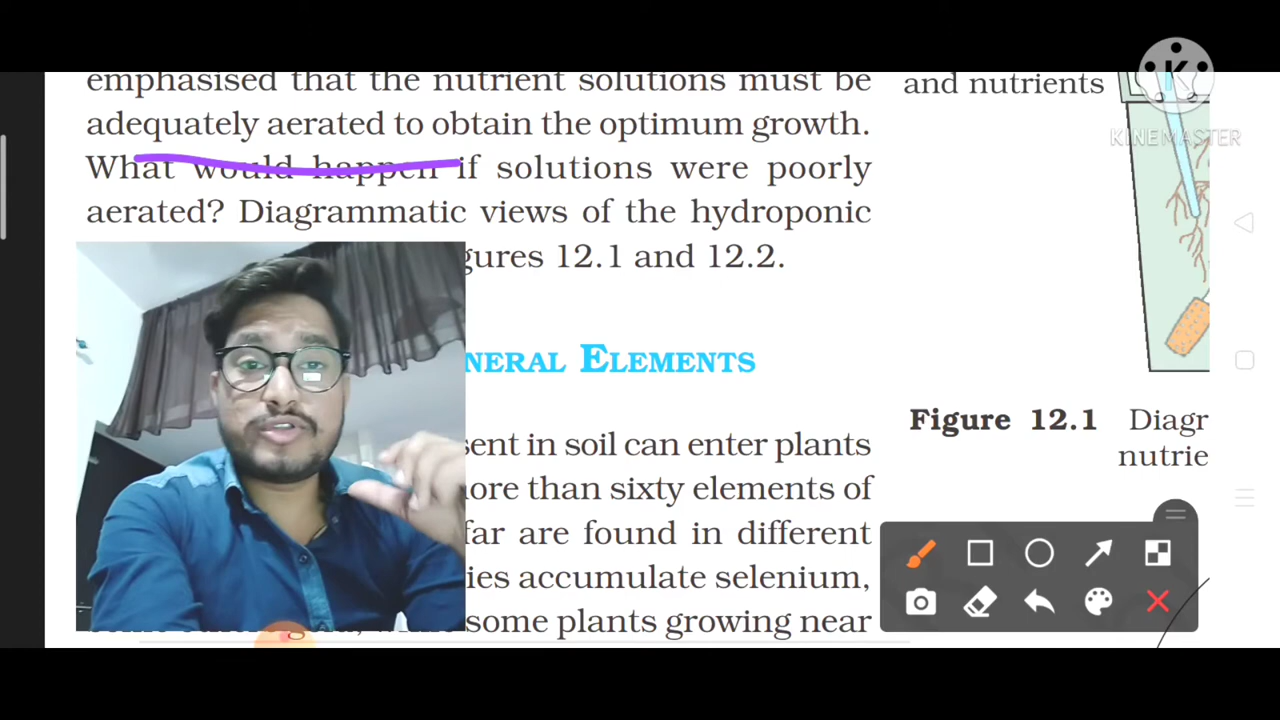 emphasised that the nutrient solutions must be
adequately aerated to obtain the optimum growth.
What would happen if solutions were poorly
aerated? Diagrammatic views of the hydroponic
gures 12.1 and 12.2.
NERAL ELEMENTS
sent in soil can enter plants
ore than sixty elements of
far are found in different
ies accumulate selenium,
some plants growing near
and nutrients
K
KINEMASTER
Figure 12.1 Diagr
nutrie